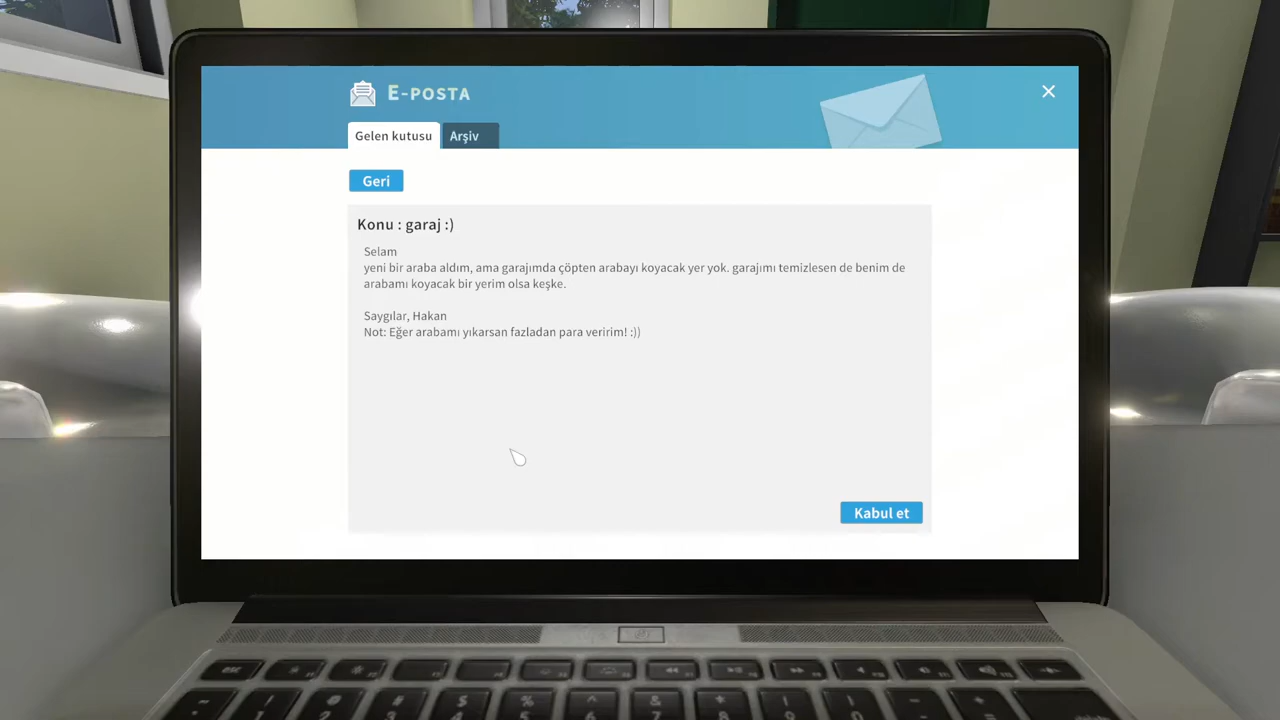 E-POSTA
Gelen kutusu
Arşiv
Geri
Konu : garaj :)
Selam
yeni bir araba aldım, ama garajımda çöpten arabayı koyacak yer yok. garajımı temizlesen de benim de
arabamı koyacak bir yerim olsa keşke.
Saygılar, Hakan
Not: Eğer arabamı yıkarsan fazladan para veririm! :))
Kabul et
esc